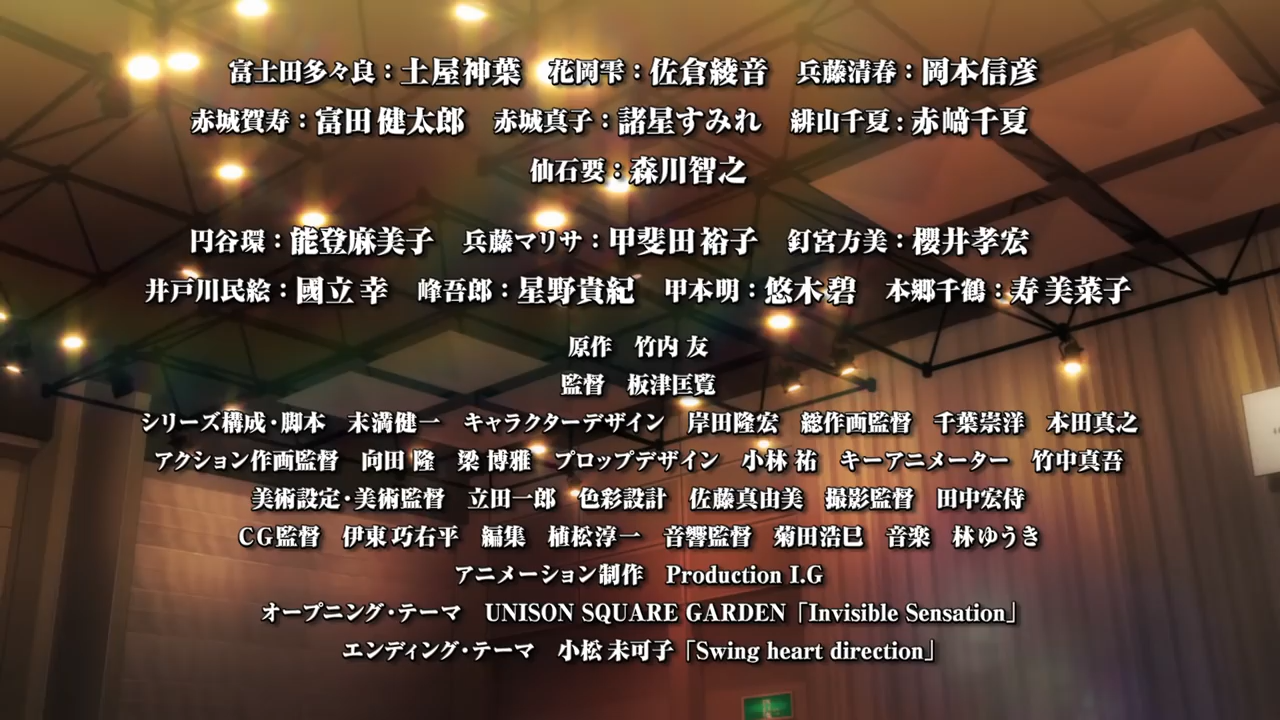 富士田多々良：土屋神葉　花岡雫：佐倉綾音　兵藤清春：岡本信彦
赤城賀寿：富田健太郎　赤城真子：諸星すみれ　緋山千夏：赤﨑千夏
仙石要：森川智之
円谷環：能登麻美子　兵藤マリサ：甲斐田裕子　釘宮方美：櫻井孝宏
井戸川民絵：國立 幸　峰吾郎：星野貴紀　甲本明：悠木碧　本郷千鶴：寿 美菜子
原作　竹内 友
監督　板津匡覧
シリーズ構成・脚本　末満健一　キャラクターデザイン　岸田隆宏　総作画監督　千葉崇洋　本田真之
アクション作画監督　向田 隆　梁 博雅　プロップデザイン　小林 祐　キーアニメーター　竹中真吾
美術設定・美術監督　立田一郎　色彩設計　佐藤真由美　撮影監督　田中宏侍
CG監督　伊東巧右平　編集　植松淳一　音響監督　菊田浩巳　音楽　林ゆうき
アニメーション制作　Production I.G
オープニング・テーマ　UNISON SQUARE GARDEN「Invisible Sensation」
エンディング・テーマ　小松未可子「Swing heart direction」